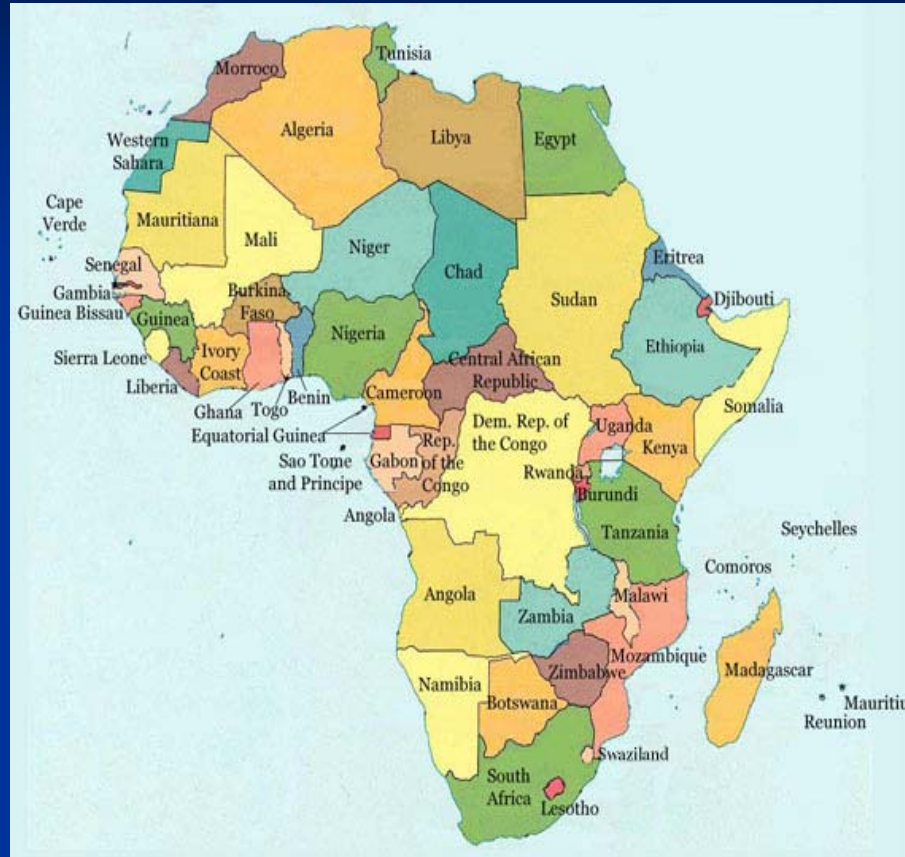 Morroco
Tunisia
Algeria
Libya
Egypt
Western
Sahara
Cape
Verde
Mauritiana
Mali
Niger
Chad
Sudan
Eritrea
Senegal
Gambia
Guinea Bissau
Guinea
Burkina
Faso
Nigeria
Djibouti
Ethiopia
Sierra Leone
Ivory
Coast
Liberia
Ghana
Togo
Benin
Cameroon
Central African
Republic
Somalia
Equatorial Guinea
Dem. Rep. of
the Congo
Uganda
Kenya
Sao Tome
and Principe
Gabon
Rep.
of the
Congo
Rwanda
Burundi
Angola
Tanzania
Seychelles
Comoros
Angola
Zambia
Malawi
Mozambique
Madagascar
Zimbabwe
Namibia
Botswana
Mauritiu
Reunion
Swaziland
South
Africa
Lesotho